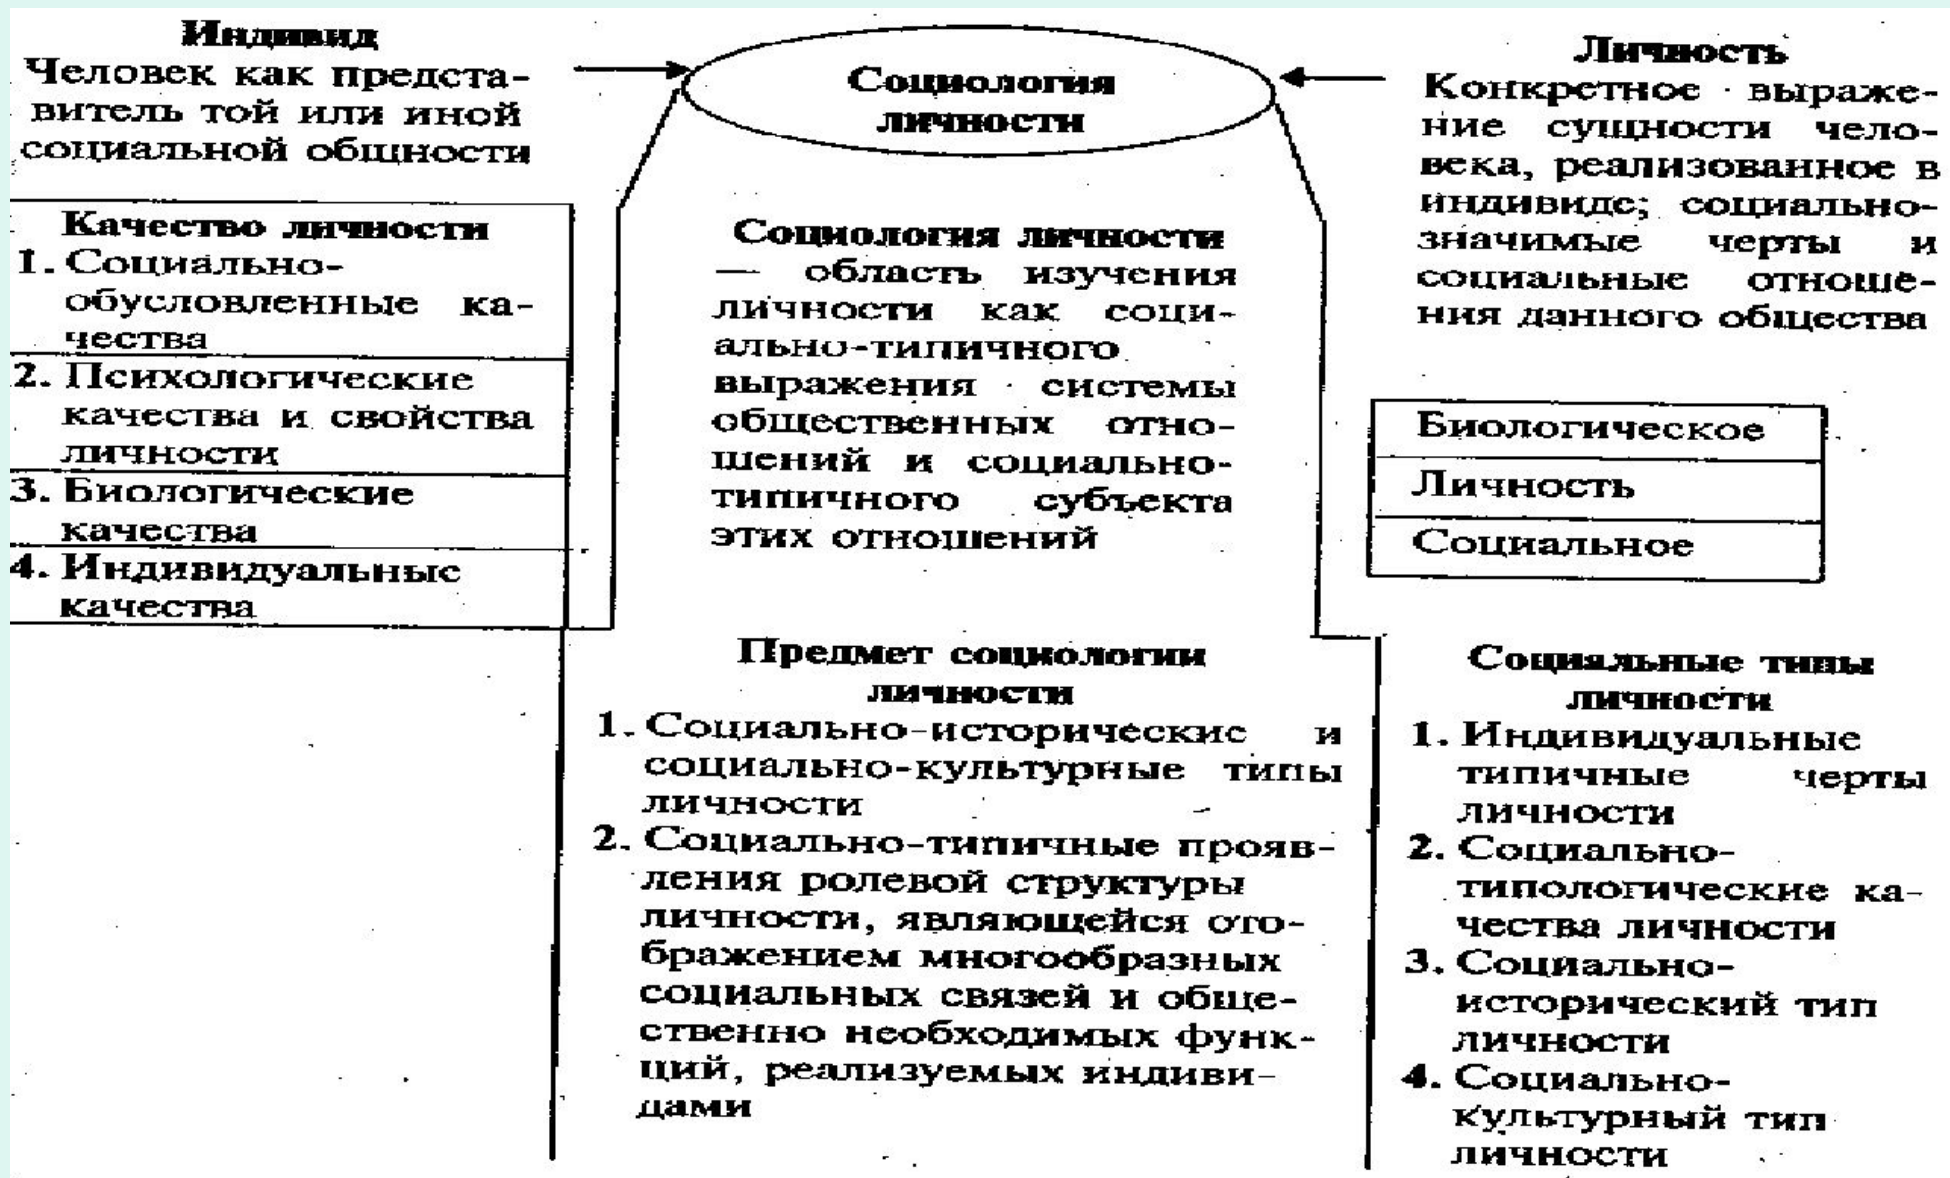 Индивид
Человек как предста-
витель той или иной
социальной общности
Социология
личности
Личность
Конкретное выраже-
ние сущности чело-
века, реализованное в
индивиде; социально-
значимые черты и
социальные отноше-
ния данного общества
Качество личности
1. Социально-
обусловленные ка-
чества
2. Психологические
качества и свойства
личности
3. Биологические
качества
4. Индивидуальные
качества
Социология личности
— область изучения
личности как соци-
ально-типичного
выражения системы
общественных отно-
шений и социально-
типичного субъекта
этих отношений
Биологическое
Личность
Социальное
Предмет социологии
личности
1. Социально-исторические и
социально-культурные типы
личности
2. Социально-типичные прояв-
ления ролевой структуры
личности, являющейся ото-
бражением многообразных
социальных связей и обще-
ственно необходимых функ-
ций, реализуемых индиви-
дами
Социальные типы
личности
1. Индивидуальные
типичные черты
личности
2. Социально-
типологические ка-
чества личности
3. Социально-
исторический тип
личности
4. Социально-
культурный тип
личности